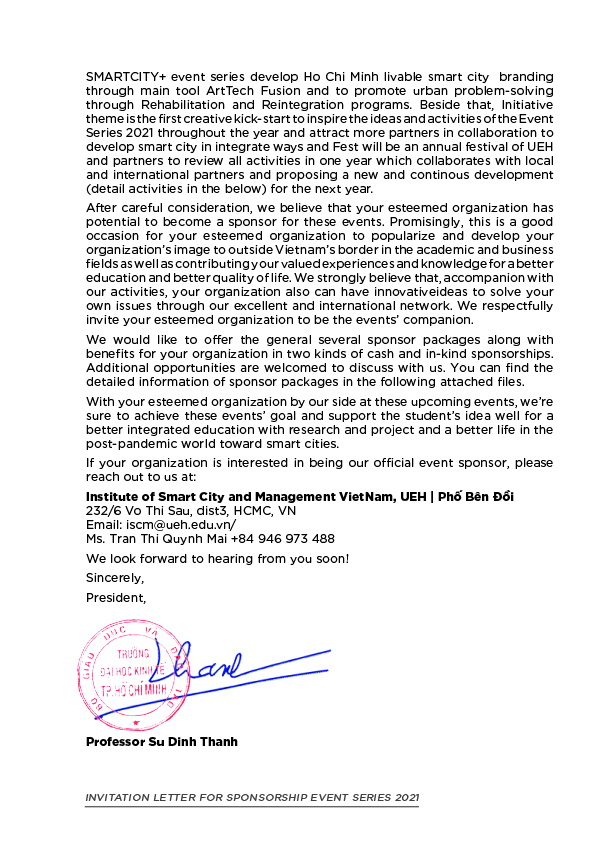 SMARTCITY+ event series develop Ho Chi Minh livable smart city branding
through main tool ArtTech Fusion and to promote urban problem-solving
through Rehabilitation and Reintegration programs. Beside that, Initiative
theme is the first creative kick-start to inspire the ideas and activities of the Event
Series 2021 throughout the year and attract more partners in collaboration to
develop smart city in integrate ways and Fest will be an annual festival of UEH
and partners to review all activities in one year which collaborates with local
and international partners and proposing a new and continous development
(detail activities in the below) for the next year.
After careful consideration, we believe that your esteemed organization has
potential to become a sponsor for these events. Promisingly, this is a good
occasion for your esteemed organization to popularize and develop your
organization's image to outside Vietnam's border in the academic and business
fields as well as contributing your valued experiences and knowledge for a better
education and better quality of life. We strongly believe that, accompanion with
our activities, your organization also can have innovativeideas to solve your
own issues through our excellent and international network. We respectfully
invite your esteemed organization to be the events' companion.
We would like to offer the general several sponsor packages along with
benefits for your organization in two kinds of cash and in-kind sponsorships.
Additional opportunities are welcomed to discuss with us. You can find the
detailed information of sponsor packages in the following attached files.
With your esteemed organization by our side at these upcoming events, we're
sure to achieve these events' goal and support the student's idea well for a
better integrated education with research and project and a better life in the
post-pandemic world toward smart cities.
If your organization is interested in being our official event sponsor, please
reach out to us at:
Institute of Smart City and Management VietNam, UEH | Phố Bên Đồi
232/6 Vo Thi Sau, dist3, HCMC, VN
Email: iscm@ueh.edu.vn/
Ms. Tran Thi Quynh Mai +84 946 973 488
We look forward to hearing from you soon!
Sincerely,
President,
BỘ GIÁO DỤC VÀ ĐÀO TẠO
TRƯỜNG
ĐẠI HỌC KINH TẾ
TP.HỒ CHÍ MINH
Thanh
Professor Su Dinh Thanh
INVITATION LETTER FOR SPONSORSHIP EVENT SERIES 2021